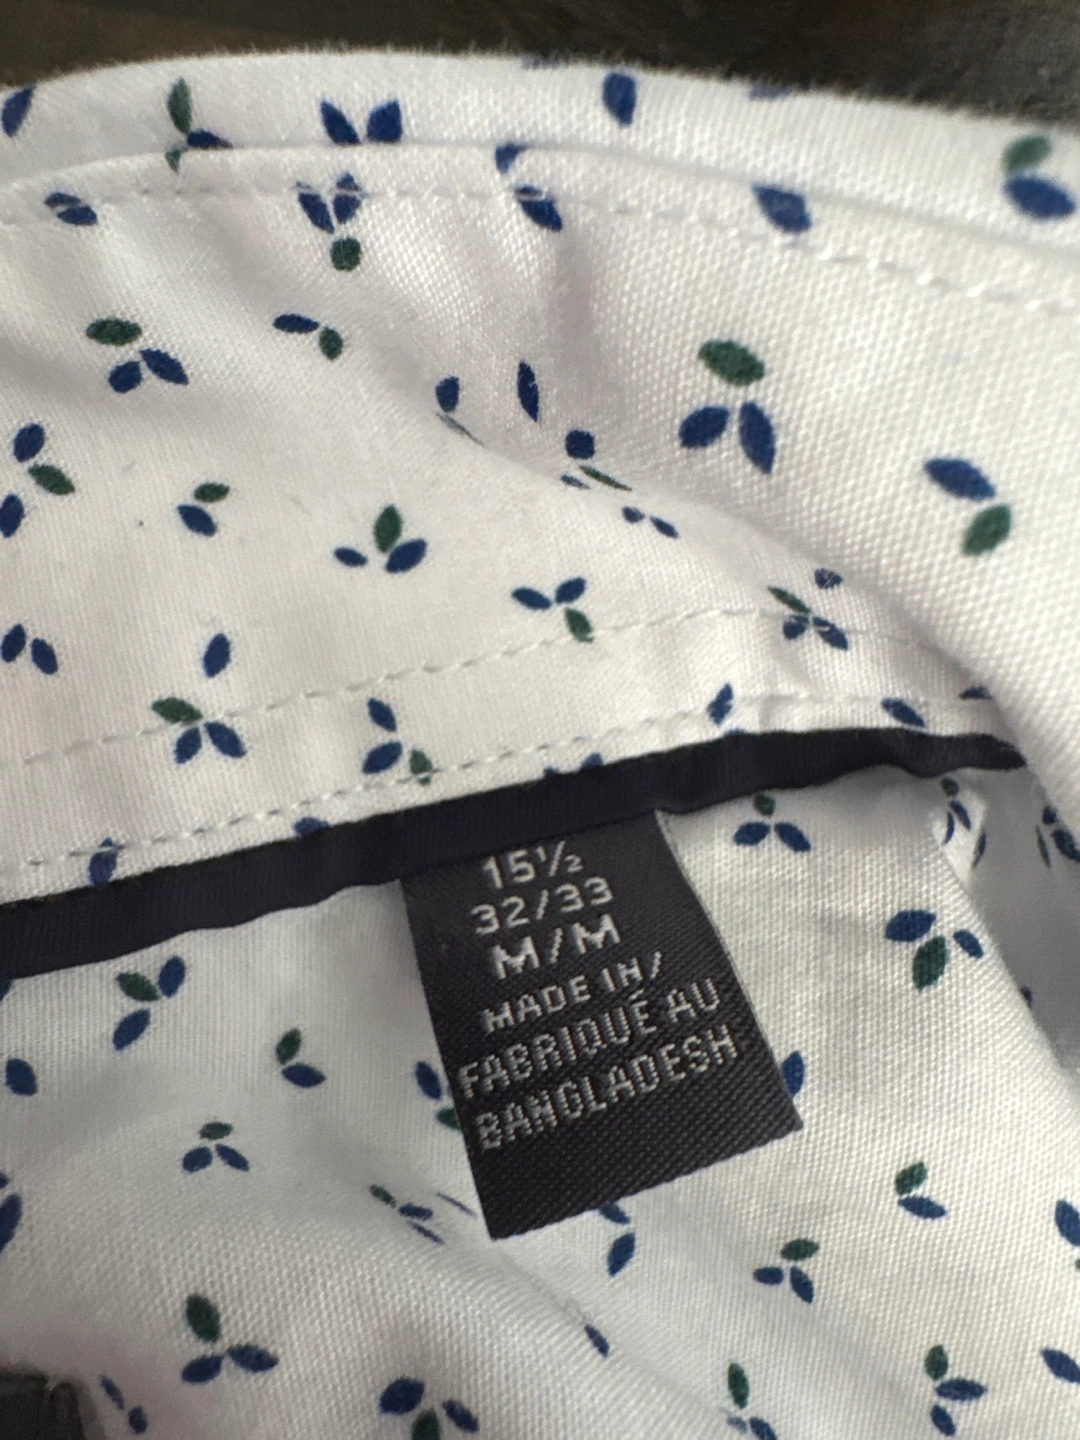 15½
32/33
M/M
MADE IN/
FABRIQUÉ AU
BANGLADESH